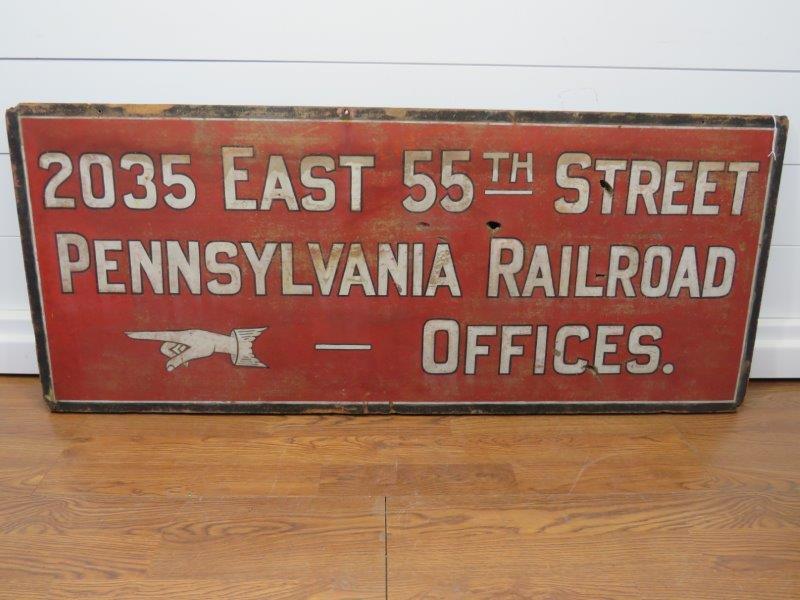 2035 EAST 55TH STREET
PENNSYLVANIA RAILROAD
— OFFICES.